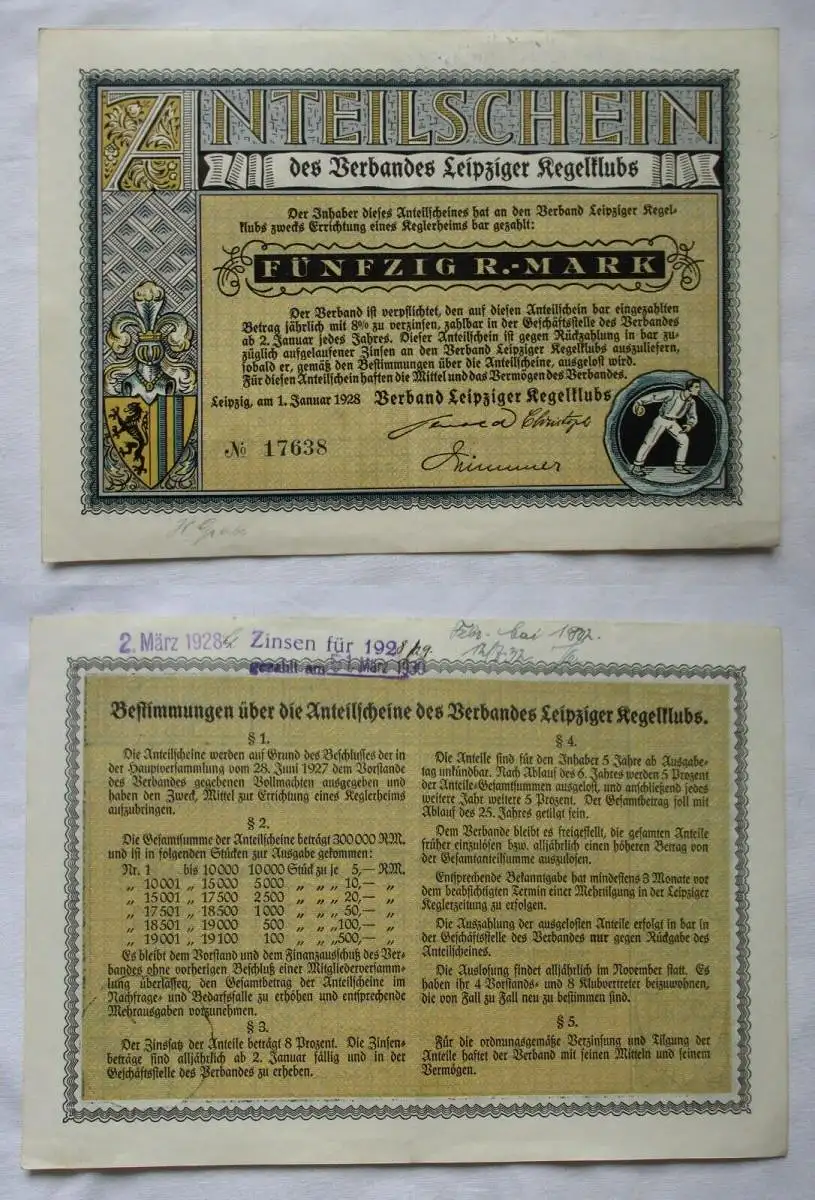 ANTEILSCHEIN
des Verbandes Leipziger Kegelklubs
Der Inhaber dieses Anteilscheines hat an den Verband Leipziger Kegel-
klubs zwecks Errichtung eines Keglerheims bar gezahlt:
FÜNFZIG R.-MARK
Der Verband ist verpflichtet, den auf diesen Anteilschein bar eingezahlten
Betrag jährlich mit 8% zu verzinsen, zahlbar in der Geschäftsstelle des Verbandes
ab 2. Januar jedes Jahres. Dieser Anteilschein ist gegen Rückzahlung in bar zu-
züglich aufgelaufener Zinsen an den Verband Leipziger Kegelklubs auszuliefern,
sobald er, gemäß den Bestimmungen über die Anteilscheine, ausgelost wird.
Für diesen Anteilschein haften die Mittel und das Vermögen des Verbandes.
Leipzig, am 1. Januar 1928 Verband Leipziger Kegelklubs
Christoph
№ 17638
2. März 1928 Zinsen für 1928/29.
gezahlt am 1. März 1930
12/7.32
Bestimmungen über die Anteilscheine des Verbandes Leipziger Kegelklubs.
§ 1.
Die Anteilscheine werden auf Grund des Beschlusses der in
der Hauptversammlung vom 28. Juni 1927 dem Vorstande
des Verbandes gegebenen Vollmachten ausgegeben und
haben den Zweck, Mittel zur Errichtung eines Keglerheims
aufzubringen.
§ 2.
Die Gesamtsumme der Anteilscheine beträgt 300 000 RM.
und ist in folgenden Stücken zur Ausgabe gekommen:
Nr. 1 bis 10 000 10 000 Stück zu je 5,— RM.
„ 10 001 „ 15 000 5 000 „ „ „ 10,— „
„ 15 001 „ 17 500 2 500 „ „ „ 20,— „
„ 17 501 „ 18 500 1 000 „ „ „ 50,— „
„ 18 501 „ 19 000 500 „ „ „ 100,— „
„ 19 001 „ 19 100 100 „ „ „ 500,— „
Es bleibt dem Vorstand und dem Finanzausschuß des Ver-
bandes ohne vorherigen Beschluß einer Mitgliederversamm-
lung überlassen, den Gesamtbetrag der Anteilscheine im
Nachfrage- und Bedarfsfalle zu erhöhen und entsprechende
Mehrausgaben vorzunehmen.
§ 3.
Der Zinssatz der Anteile beträgt 8 Prozent. Die Zinsen-
beträge sind alljährlich ab 2. Januar fällig und in der
Geschäftsstelle des Verbandes zu erheben.
§ 4.
Die Anteile sind für den Inhaber 5 Jahre ab Ausgabe-
tag unkündbar. Nach Ablauf des 6. Jahres werden 5 Prozent
der Anteile-Gesamtsummen ausgelost, und anschließend jedes
weitere Jahr weitere 5 Prozent. Der Gesamtbetrag soll mit
Ablauf des 25. Jahres getilgt sein.
Dem Verbande bleibt es freigestellt, die gesamten Anteile
früher einzulösen bzw. alljährlich einen höheren Betrag von
der Gesamtanteilsumme auszulosen.
Entsprechende Bekanntgabe hat mindestens 3 Monate vor
dem beabsichtigten Termin einer Mehrtilgung in der Leipziger
Keglerzeitung zu erfolgen.
Die Auszahlung der ausgelosten Anteile erfolgt in bar in
der Geschäftsstelle des Verbandes nur gegen Rückgabe des
Anteilscheines.
Die Auslosung findet alljährlich im November statt. Es
haben ihr 4 Vorstands- und 8 Klubvertreter beizuwohnen,
die von Fall zu Fall neu zu bestimmen sind.
§ 5.
Für die ordnungsgemäße Verzinsung und Tilgung der
Anteile haftet der Verband mit seinen Mitteln und seinem
Vermögen.